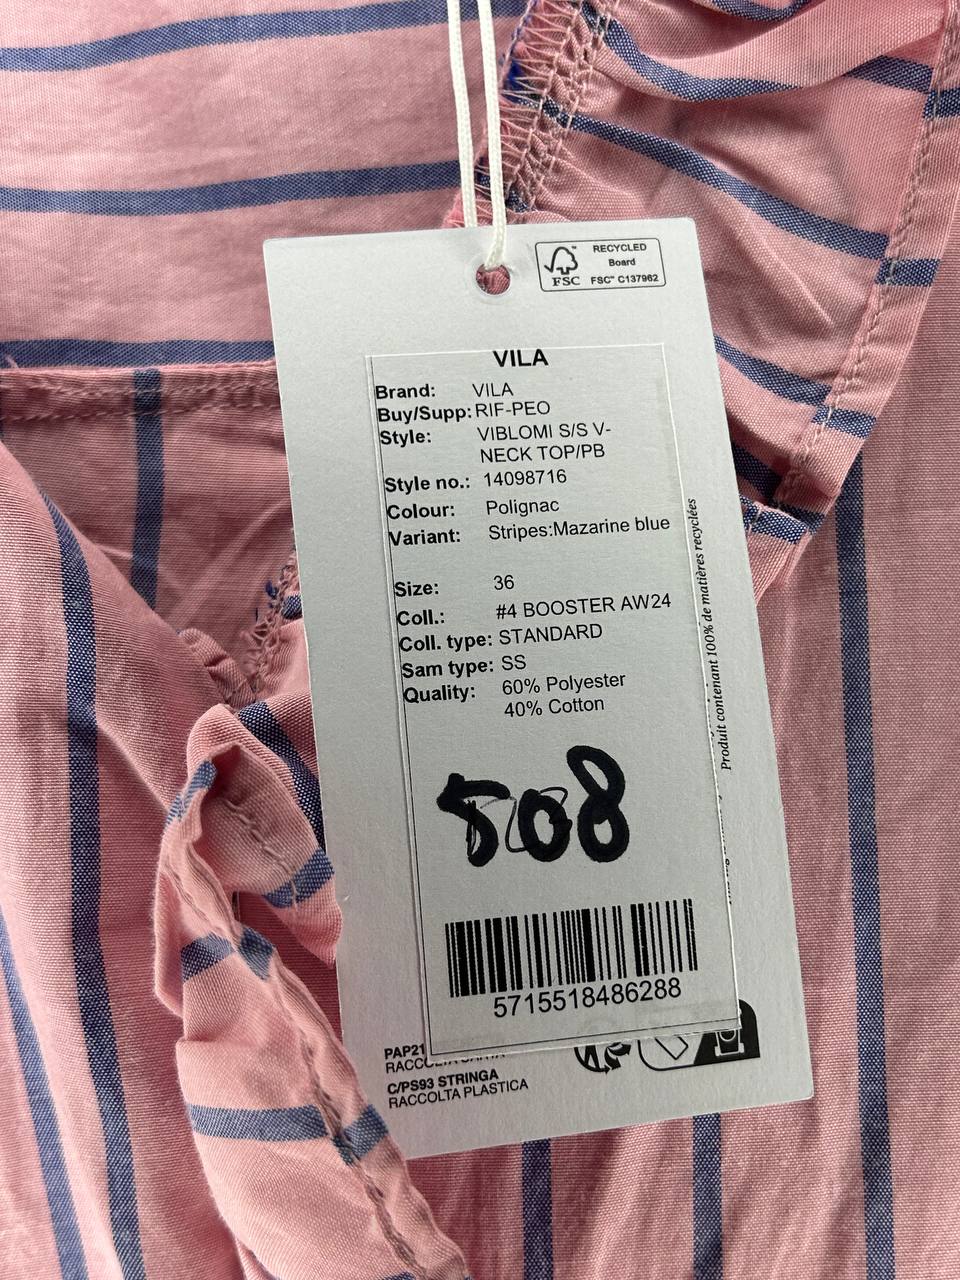 RECYCLED
Board
FSC™ C137962
FSC
VILA
Brand: VILA
Buy/Supp: RIF-PEO
Style: VIBLOMI S/S V-
NECK TOP/PB
Style no.: 14098716
Colour: Polignac
Variant: Stripes:Mazarine blue
Size: 36
Coll.: #4 BOOSTER AW24
Coll. type: STANDARD
Sam type: SS
Quality: 60% Polyester
40% Cotton
508
5715518486288
PAP21
RACCOLTA CARTA
C/PS93 STRINGA
RACCOLTA PLASTICA
Produit contenant 100% de matières recyclées